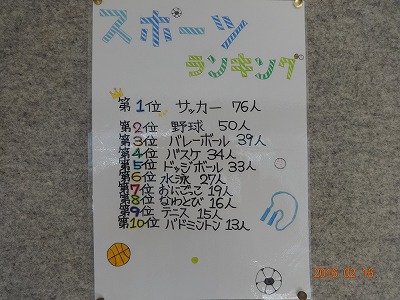 スポーツ
ランキング
第1位 サッカー 76人
第2位 野球 50人
第3位 バレーボール 39人
第4位 バスケ 34人
第5位 ドッジボール 33人
第6位 水泳 27人
第7位 おにごっこ 19人
第8位 なわとび 16人
第9位 テニス 15人
第10位 バドミントン 13人